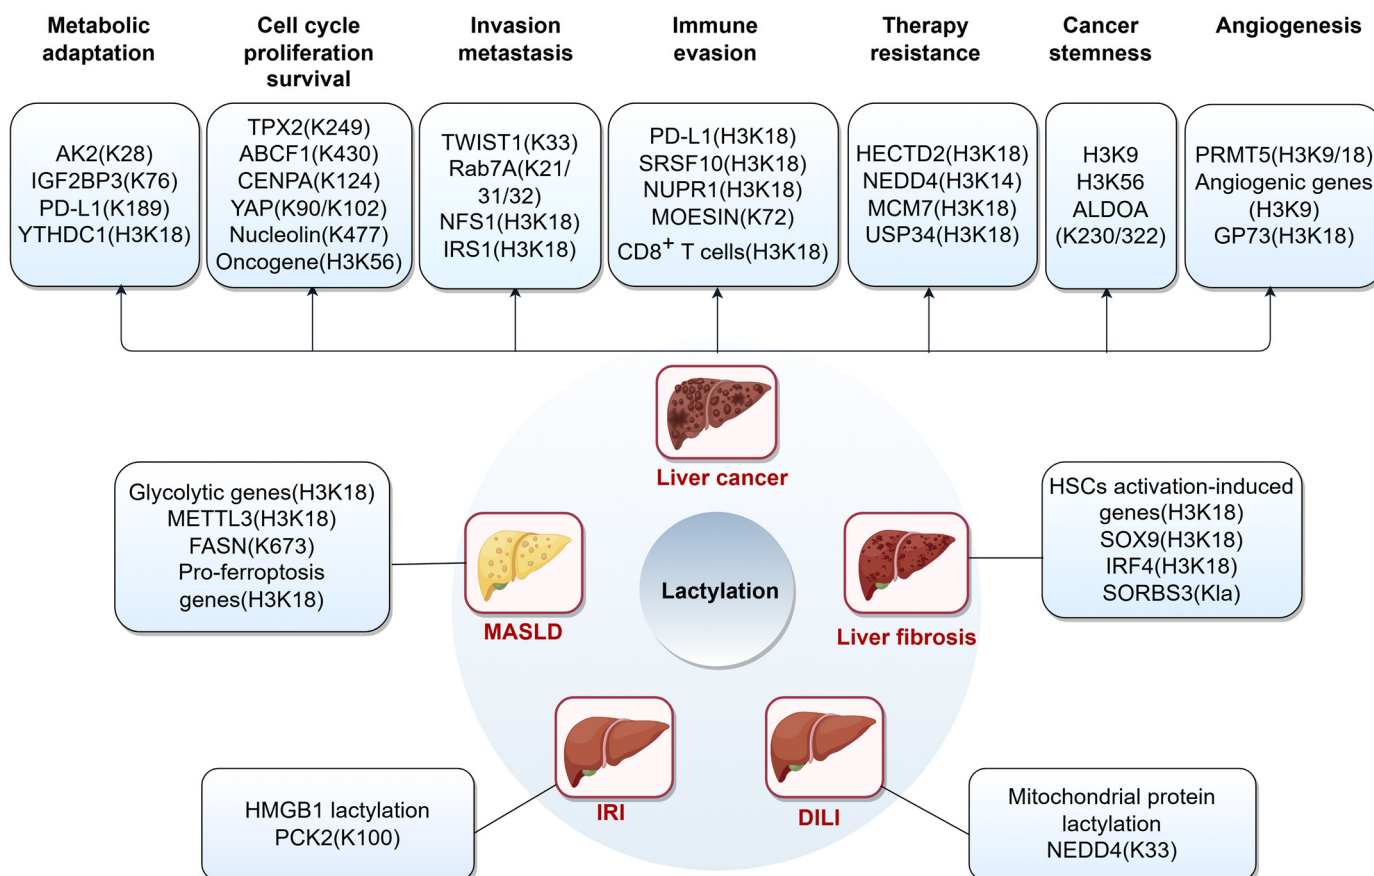 Metabolic
adaptation
Cell cycle
proliferation
survival
Invasion
metastasis
Immune
evasion
Therapy
resistance
Cancer
stemness
Angiogenesis
AK2(K28)
IGF2BP3(K76)
PD-L1(K189)
YTHDC1(H3K18)
TPX2(K249)
ABCF1(K430)
CENPA(K124)
YAP(K90/K102)
Nucleolin(K477)
Oncogene(H3K56)
TWIST1(K33)
Rab7A(K21/
31/32)
NFS1(H3K18)
IRS1(H3K18)
PD-L1(H3K18)
SRSF10(H3K18)
NUPR1(H3K18)
MOESIN(K72)
CD8⁺ T cells(H3K18)
HECTD2(H3K18)
NEDD4(H3K14)
MCM7(H3K18)
USP34(H3K18)
H3K9
H3K56
ALDOA
(K230/322)
PRMT5(H3K9/18)
Angiogenic genes
(H3K9)
GP73(H3K18)
Liver cancer
Glycolytic genes(H3K18)
METTL3(H3K18)
FASN(K673)
Pro-ferroptosis
genes(H3K18)
MASLD
Lactylation
Liver fibrosis
HSCs activation-induced
genes(H3K18)
SOX9(H3K18)
IRF4(H3K18)
SORBS3(Kla)
HMGB1 lactylation
PCK2(K100)
IRI
DILI
Mitochondrial protein
lactylation
NEDD4(K33)